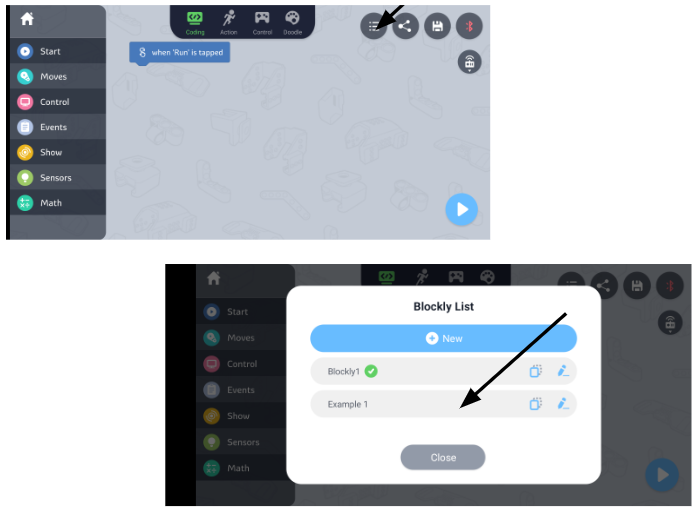 Coding
Action
Control
Doodle
Start
when 'Run' is tapped
Moves
Control
Events
Show
Sensors
Math
Blockly List
Start
New
Moves
Control
Blockly1
Events
Example 1
Show
Sensors
Close
Math